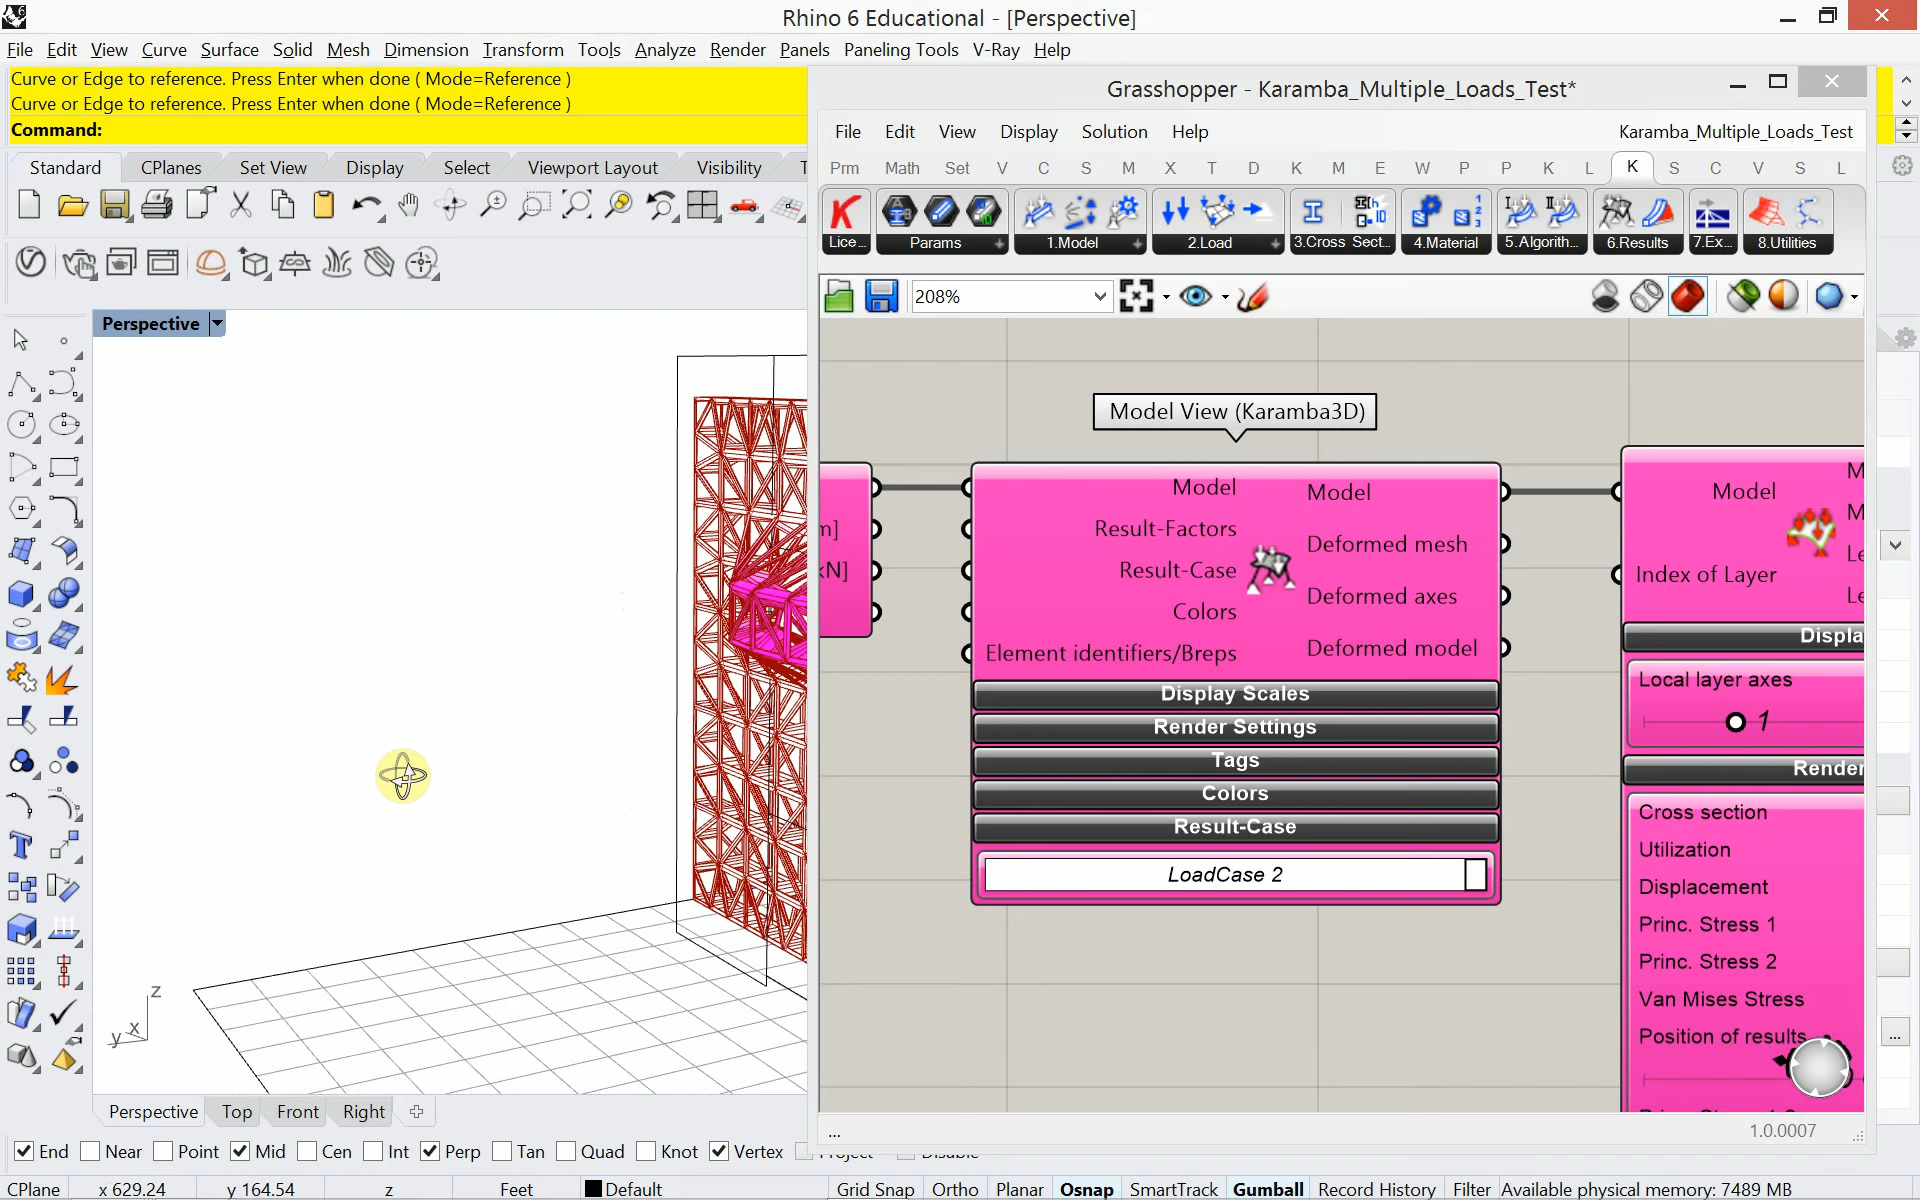 Rhino 6 Educational - [Perspective]
File Edit View Curve Surface Solid Mesh Dimension Transform Tools Analyze Render Panels Paneling Tools V-Ray Help
Curve or Edge to reference. Press Enter when done ( Mode=Reference )
Curve or Edge to reference. Press Enter when done ( Mode=Reference )
Command:
Standard CPlanes Set View Display Select Viewport Layout Visibility T
Perspective
z
x
y
Grasshopper - Karamba_Multiple_Loads_Test*
File Edit View Display Solution Help Karamba_Multiple_Loads_Test
Prm Math Set V C S M X T D K M E W P P K L K S C V S L
Lice... Params 1.Model 2.Load 3.Cross Sect... 4.Material 5.Algorith... 6.Results 7.Ex... 8.Utilities
208%
Model View (Karamba3D)
m]
kN]
Model
Result-Factors
Result-Case
Colors
Element identifiers/Breps
Model
Deformed mesh
Deformed axes
Deformed model
Display Scales
Render Settings
Tags
Colors
Result-Case
LoadCase 2
Model
Index of Layer
M
M
Le
Le
Displa
Local layer axes
1
Render
Cross section
Utilization
Displacement
Princ. Stress 1
Princ. Stress 2
Van Mises Stress
Position of results
...
1.0.0007
...
Perspective Top Front Right
End Near Point Mid Cen Int Perp Tan Quad Knot Vertex Project Disable
CPlane x 629.24 y 164.54 z Feet Default Grid Snap Ortho Planar Osnap SmartTrack Gumball Record History Filter Available physical memory: 7489 MB